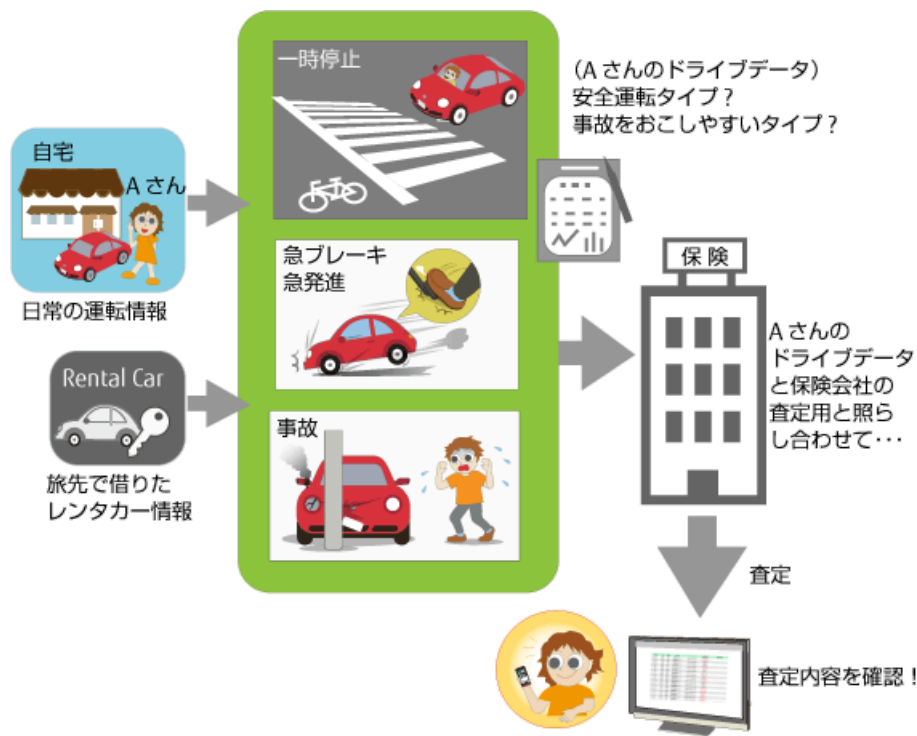 一時停止
(Aさんのドライブデータ)
安全運転タイプ?
事故をおこしやすいタイプ?
自宅
Aさん
日常の運転情報
急ブレーキ
急発進
保険
Aさんの
ドライブデータ
と保険会社の
査定用と照ら
し合わせて・・・
Rental Car
旅先で借りた
レンタカー情報
事故
査定
査定内容を確認!